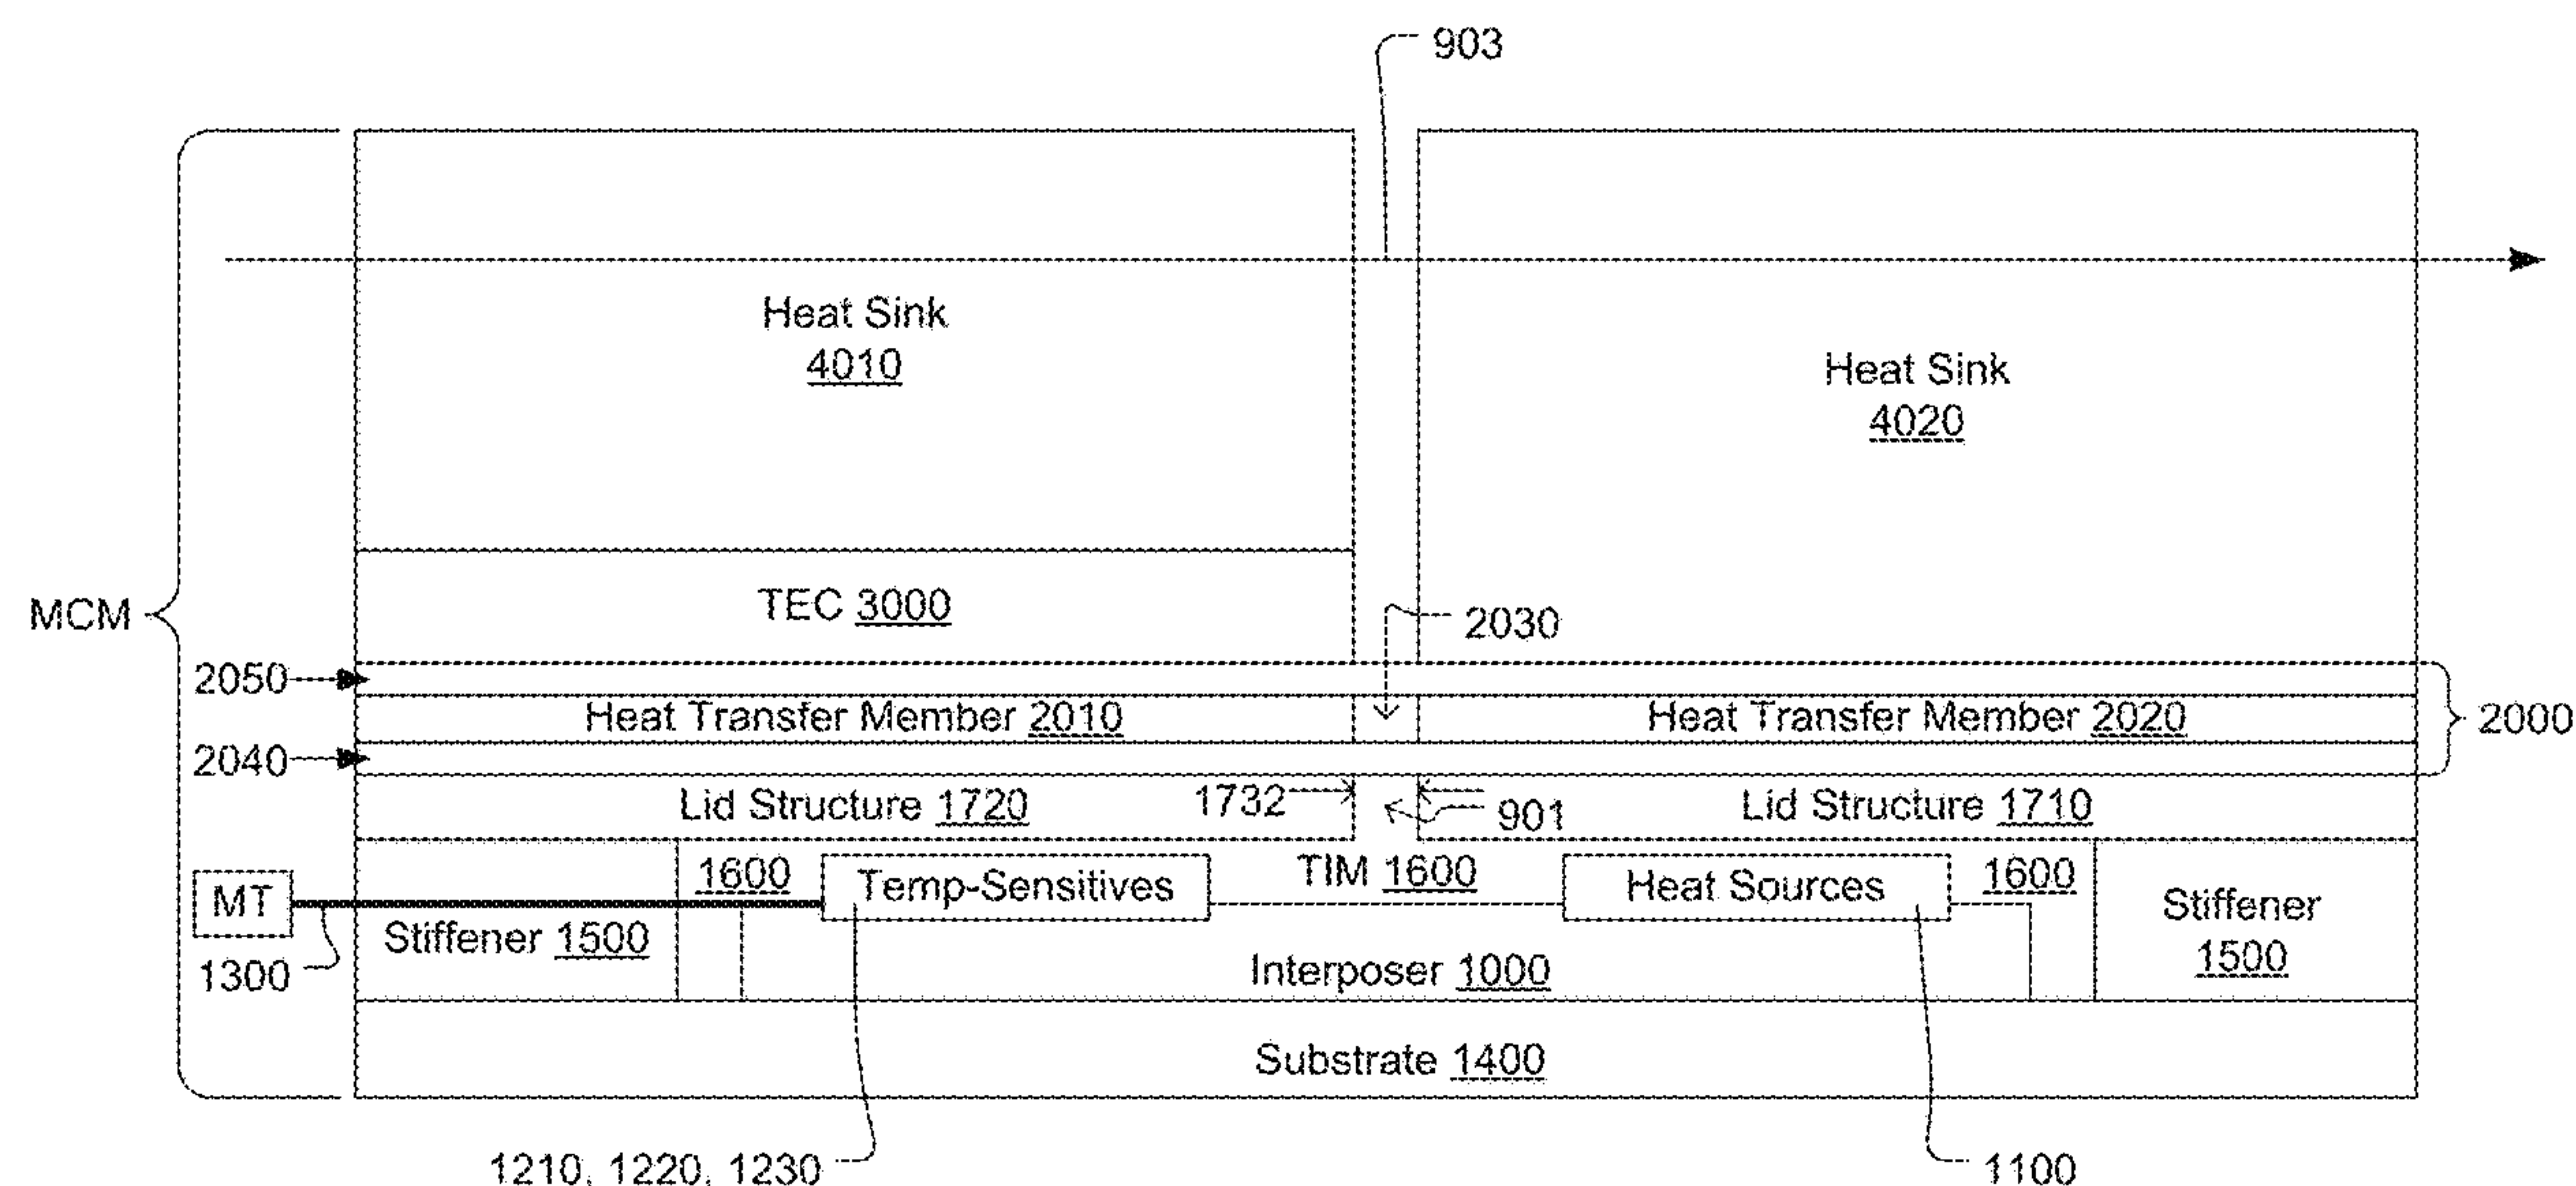 903
Heat Sink
4010
Heat Sink
4020
TEC 3000
2030
MCM
2050
Heat Transfer Member 2010
Heat Transfer Member 2020
2000
2040
Lid Structure 1720
1732
901
Lid Structure 1710
MT
1600
Temp-Sensitives
TIM 1600
Heat Sources
1600
Stiffener 1500
Stiffener
1500
1300
Interposer 1000
Substrate 1400
1210, 1220, 1230
1100